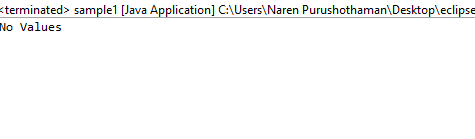 <terminated> sample1 [Java Application] C:\Users\Naren Purushothaman\Desktop\eclipse
No Values